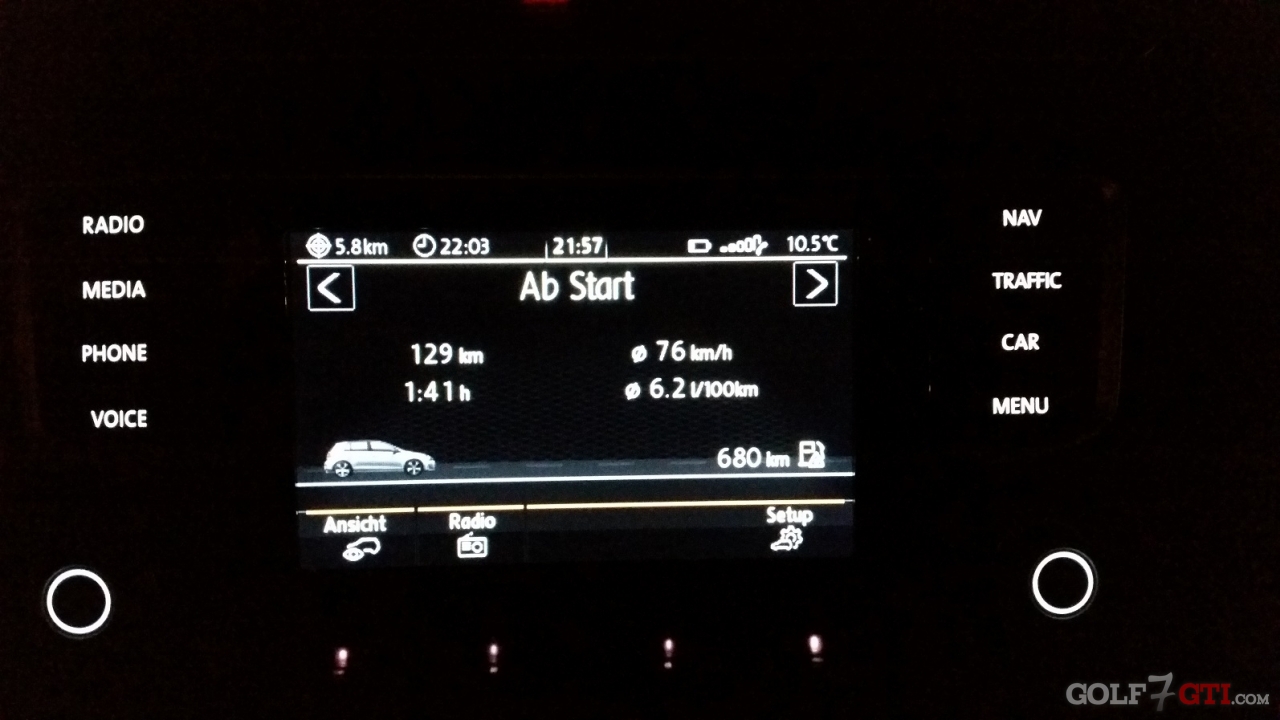 RADIO
MEDIA
PHONE
VOICE
5.8km 22:03 21:57 10.5°C
< Ab Start >
129 km ø 76 km/h
1:41 h ø 6.2 l/100km
680 km
Ansicht Radio Setup
NAV
TRAFFIC
CAR
MENU
GOLF7GTI.COM